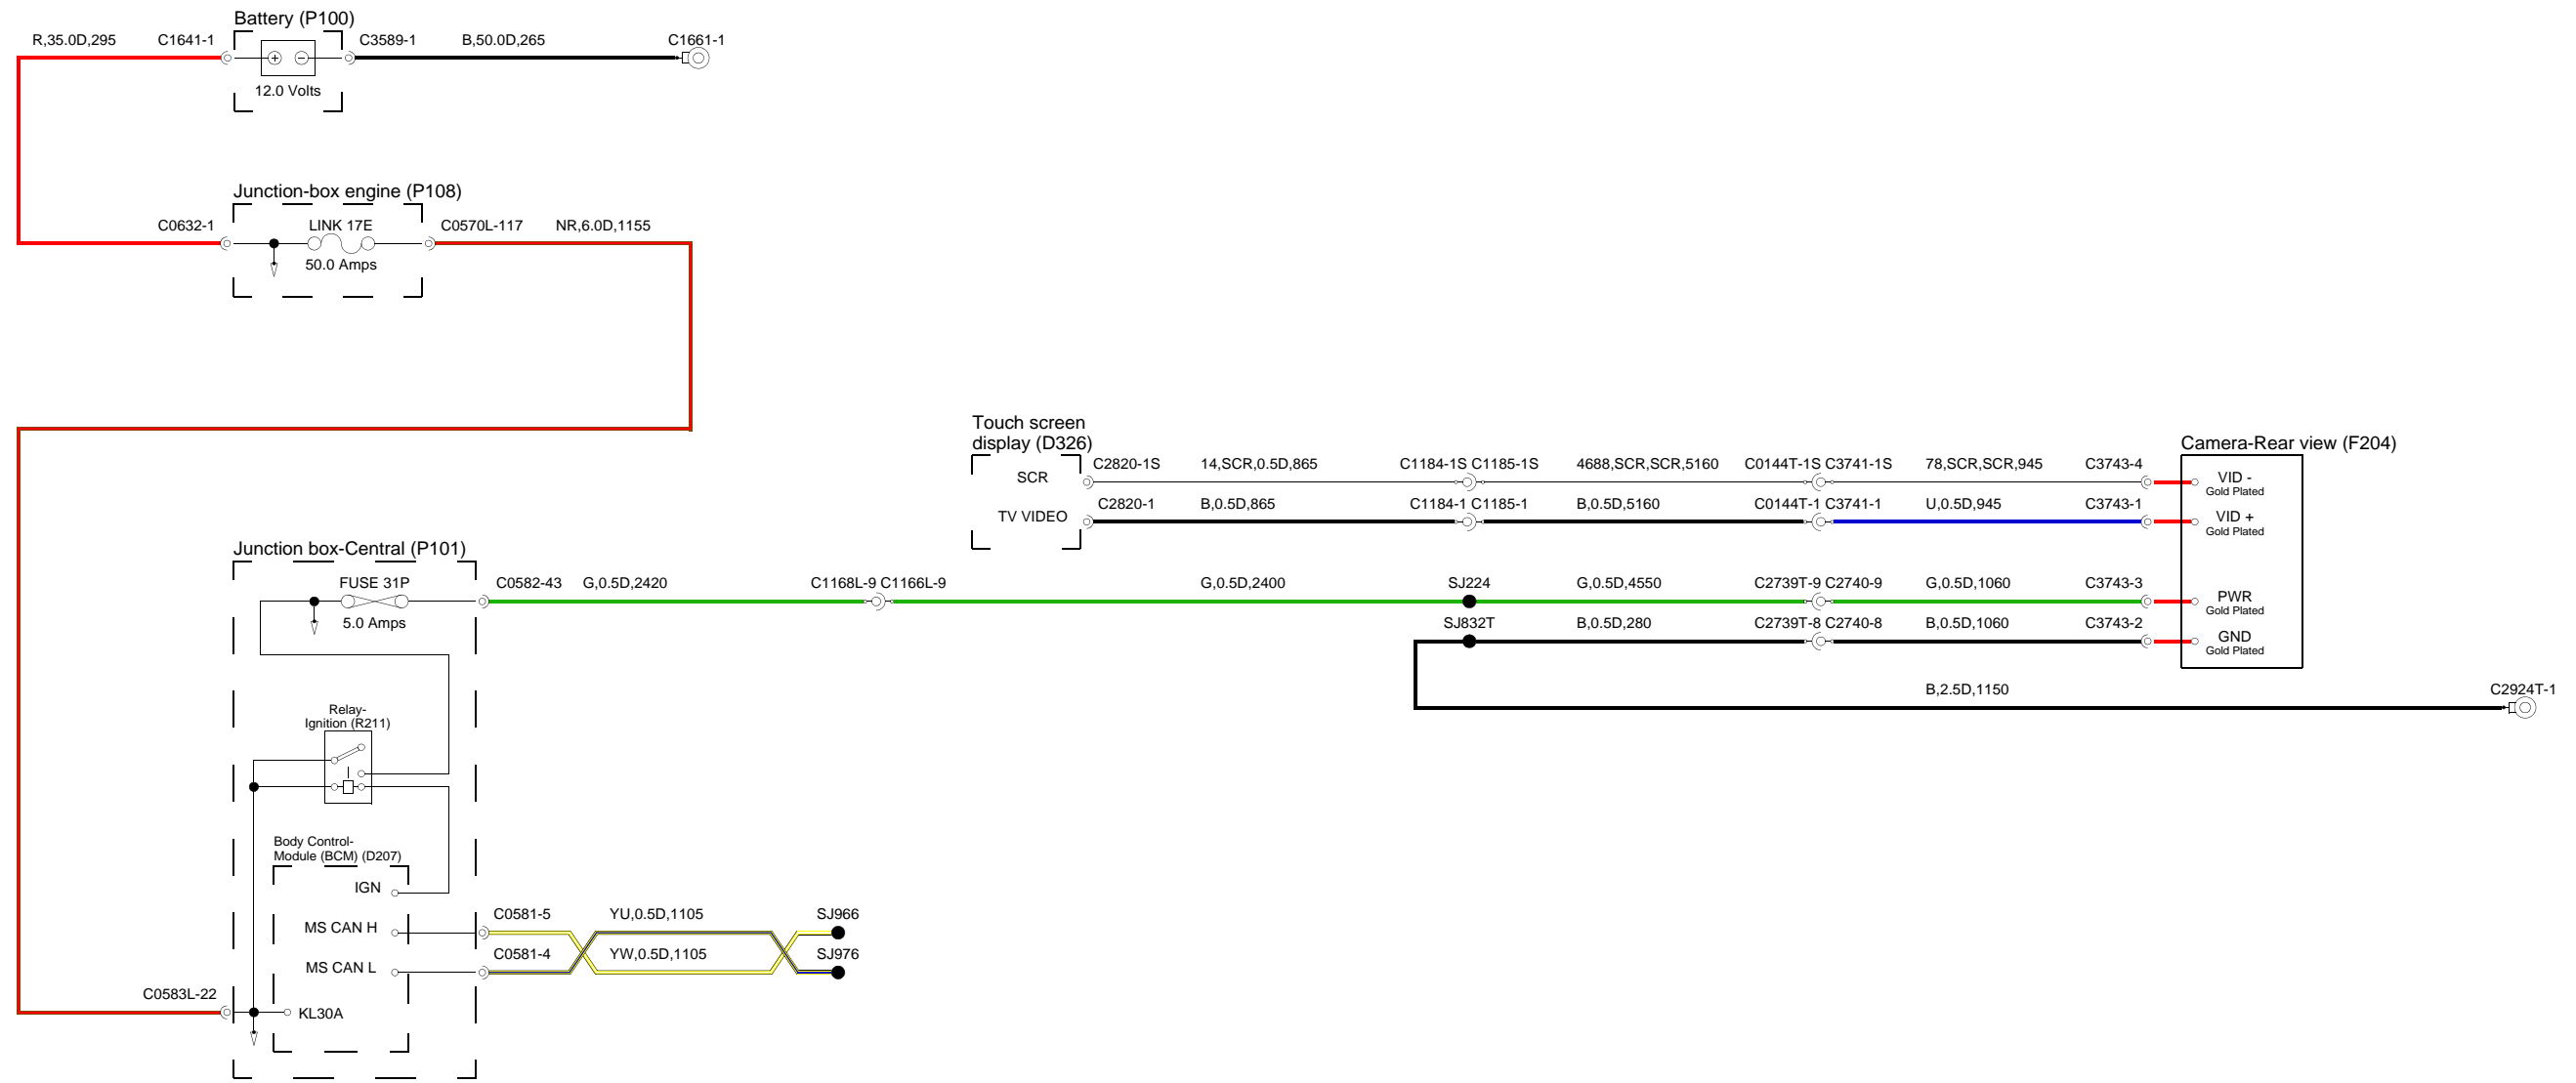 Battery (P100)
R,35.0D,295 C1641-1 C3589-1 B,50.0D,265 C1661-1
12.0 Volts
Junction-box engine (P108)
C0632-1 LINK 17E C0570L-117 NR,6.0D,1155
50.0 Amps
Touch screen
display (D326)
Camera-Rear view (F204)
C2820-1S 14,SCR,0.5D,865 C1184-1S C1185-1S 4688,SCR,SCR,5160 C0144T-1S C3741-1S 78,SCR,SCR,945 C3743-4
SCR VID -
Gold Plated
C2820-1 B,0.5D,865 C1184-1 C1185-1 B,0.5D,5160 C0144T-1 C3741-1 U,0.5D,945 C3743-1
TV VIDEO VID +
Gold Plated
Junction box-Central (P101)
FUSE 31P C0582-43 G,0.5D,2420 C1168L-9 C1166L-9 G,0.5D,2400 SJ224 G,0.5D,4550 C2739T-9 C2740-9 G,0.5D,1060 C3743-3
PWR
Gold Plated
5.0 Amps SJ832T B,0.5D,280 C2739T-8 C2740-8 B,0.5D,1060 C3743-2
GND
Gold Plated
B,2.5D,1150 C2924T-1
Relay-
Ignition (R211)
Body Control-
Module (BCM) (D207)
IGN
C0581-5 YU,0.5D,1105 SJ966
MS CAN H
C0581-4 YW,0.5D,1105 SJ976
MS CAN L
C0583L-22
KL30A